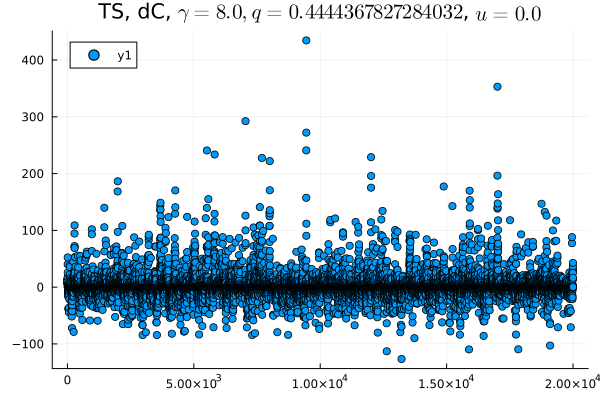 TS, dC, γ = 8.0, q = 0.4444367827284032, u = 0.0
y1
400
300
200
100
0
−100
0 5.00×10³ 1.00×10⁴ 1.50×10⁴ 2.00×10⁴